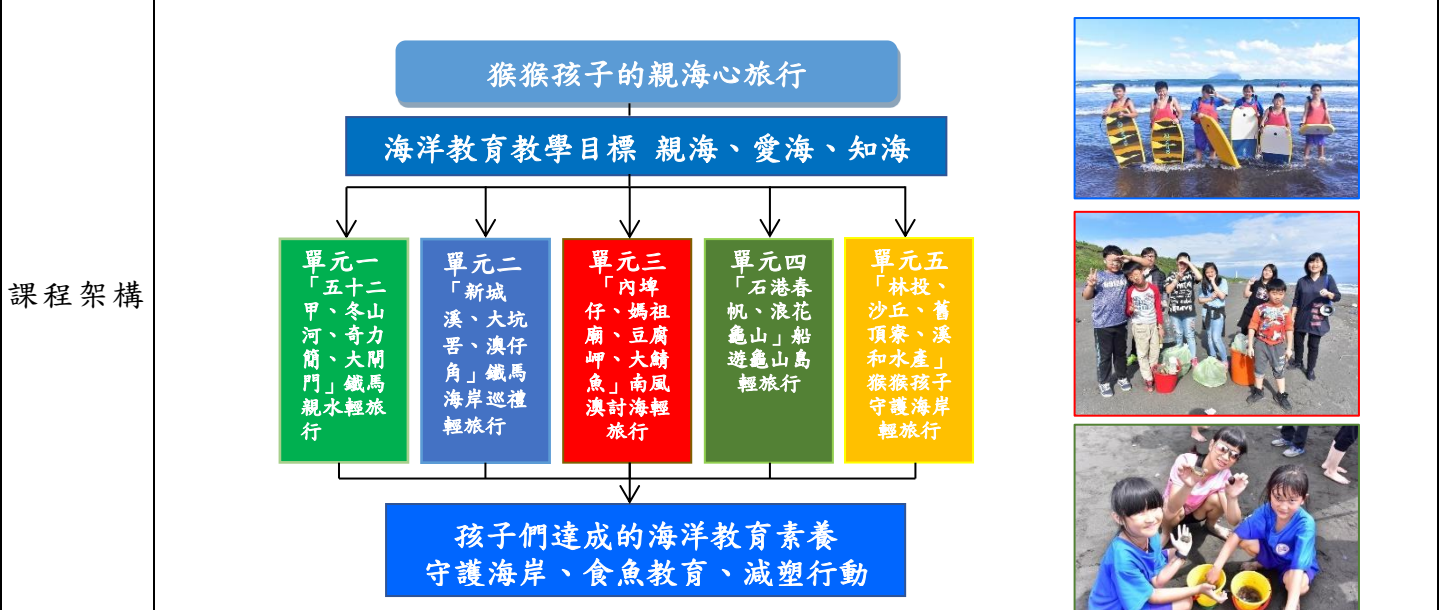 課程架構
猴猴孩子的親海心旅行
海洋教育教學目標 親海、愛海、知海
單元一
「五十二
甲、冬山
河、奇力
簡、大閘
門」鐵馬
親水輕旅
行
單元二
「新城
溪、大坑
罟、澳仔
角」鐵馬
海岸巡禮
輕旅行
單元三
「內埤
仔、媽祖
廟、豆腐
岬、大鯖
魚」南風
澳討海輕
旅行
單元四
「石港春
帆、浪花
龜山」船
遊龜山島
輕旅行
單元五
「林投、
沙丘、舊
頂寮、溪
和水產」
猴猴孩子
守護海岸
輕旅行
孩子們達成的海洋教育素養
守護海岸、食魚教育、減塑行動